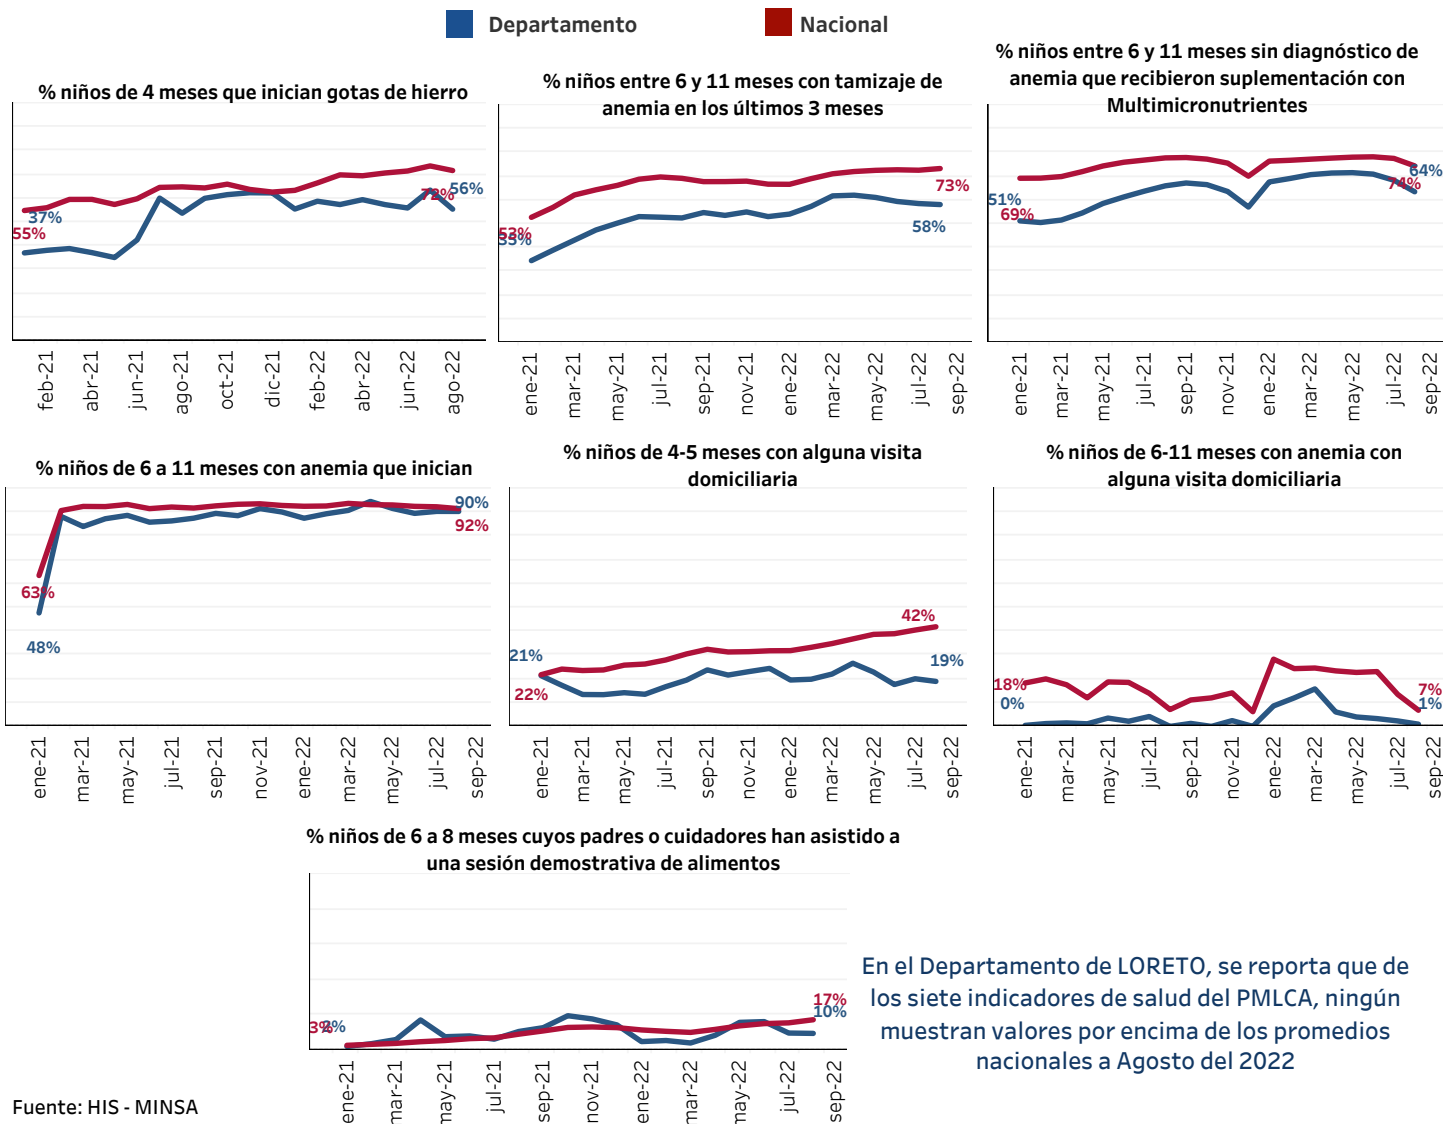 Departamento
Nacional
% niños de 4 meses que inician gotas de hierro
37%
55%
72%
56%
feb-21
abr-21
jun-21
ago-21
oct-21
dic-21
feb-22
abr-22
jun-22
ago-22
% niños entre 6 y 11 meses con tamizaje de
anemia en los últimos 3 meses
53%
73%
58%
ene-21
mar-21
may-21
jul-21
sep-21
nov-21
ene-22
mar-22
may-22
jul-22
sep-22
% niños entre 6 y 11 meses sin diagnóstico de
anemia que recibieron suplementación con
Multimicronutrientes
51%
69%
64%
74%
ene-21
mar-21
may-21
jul-21
sep-21
nov-21
ene-22
mar-22
may-22
jul-22
sep-22
% niños de 6 a 11 meses con anemia que inician
63%
48%
90%
92%
ene-21
mar-21
may-21
jul-21
sep-21
nov-21
ene-22
mar-22
may-22
jul-22
sep-22
% niños de 4-5 meses con alguna visita
domiciliaria
21%
22%
42%
19%
ene-21
mar-21
may-21
jul-21
sep-21
nov-21
ene-22
mar-22
may-22
jul-22
sep-22
% niños de 6-11 meses con anemia con
alguna visita domiciliaria
18%
0%
7%
1%
ene-21
mar-21
may-21
jul-21
sep-21
nov-21
ene-22
mar-22
may-22
jul-22
sep-22
% niños de 6 a 8 meses cuyos padres o cuidadores han asistido a
una sesión demostrativa de alimentos
3%
2%
17%
10%
ene-21
mar-21
may-21
jul-21
sep-21
nov-21
ene-22
mar-22
may-22
jul-22
sep-22
En el Departamento de LORETO, se reporta que de
los siete indicadores de salud del PMLCA, ningún
muestran valores por encima de los promedios
nacionales a Agosto del 2022
Fuente: HIS - MINSA